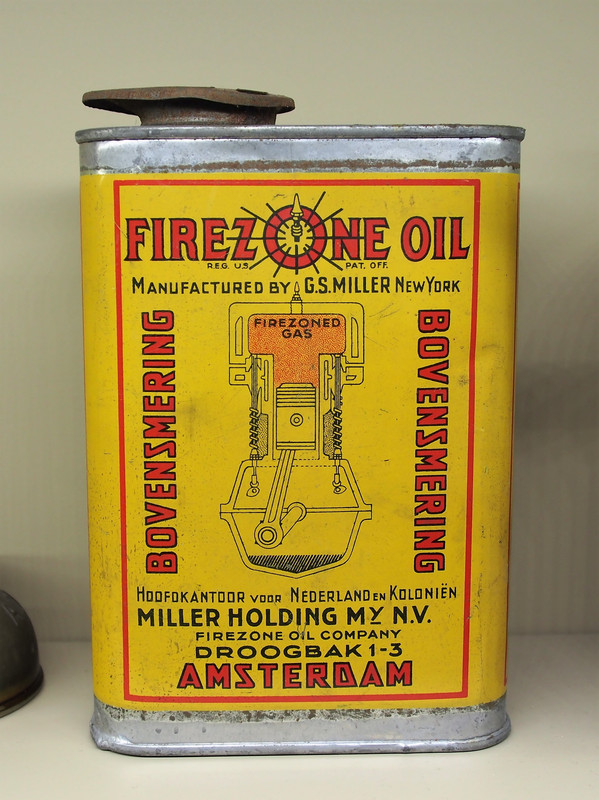 FIREZONE OIL
REG. U.S. PAT. OFF.
MANUFACTURED BY G.S. MILLER NEW YORK
FIREZONED
GAS
BOVENSMERING
BOVENSMERING
HOOFDKANTOOR VOOR NEDERLAND EN KOLONIËN
MILLER HOLDING MY N.V.
FIREZONE OIL COMPANY
DROOGBAK 1-3
AMSTERDAM